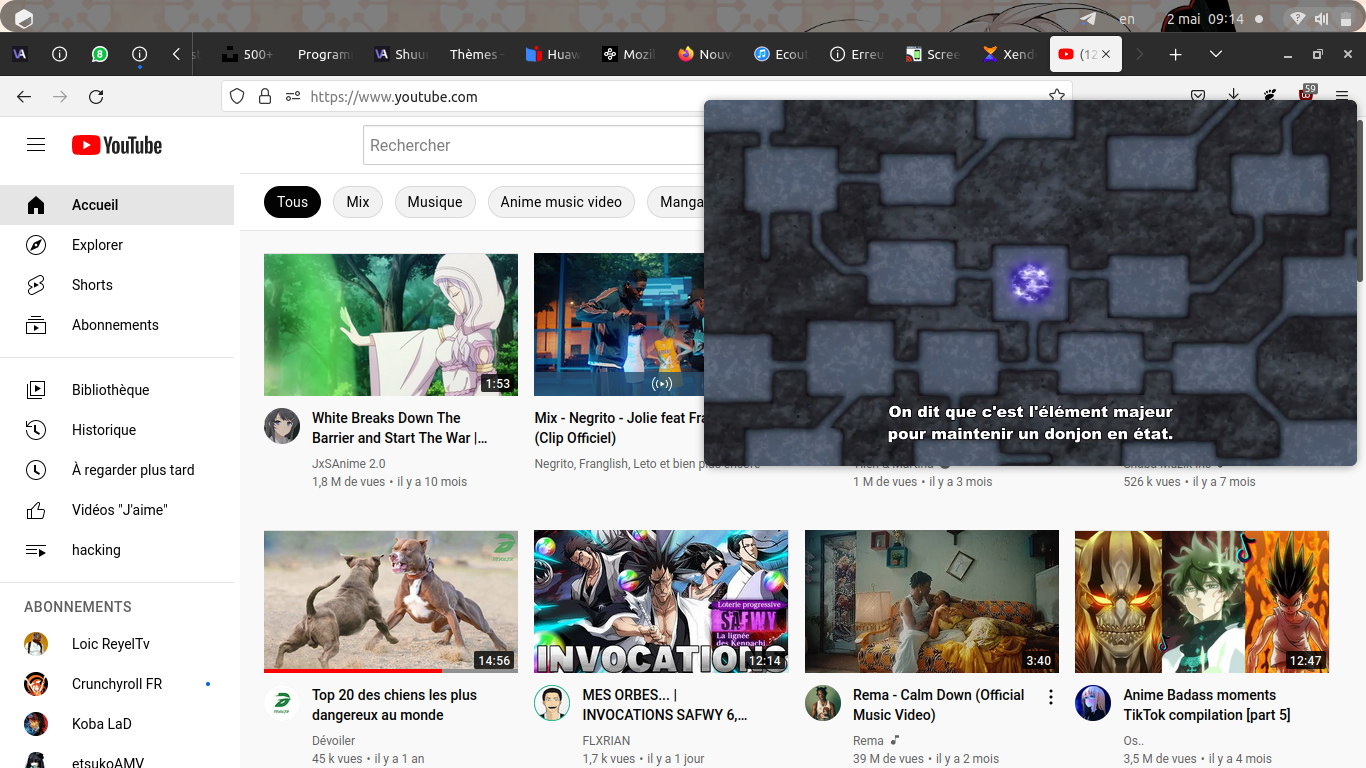 en
2 mai 09:14
500+
Program
Shuu
Thèmes -
Huaw
Mozil
Nouv
Ecout
Erreu
Scree
Xend
(12
https://www.youtube.com
59
YouTube
Rechercher
Accueil
Explorer
Shorts
Abonnements
Bibliothèque
Historique
À regarder plus tard
Vidéos "J'aime"
hacking
ABONNEMENTS
Loic ReyelTv
Crunchyroll FR
Koba LaD
etsukoAMV
Tous
Mix
Musique
Anime music video
Manga
On dit que c'est l'élément majeur
pour maintenir un donjon en état.
1:53
White Breaks Down The
Barrier and Start The War |...
JxSAnime 2.0
1,8 M de vues • il y a 10 mois
Mix - Negrito - Jolie feat Fra
(Clip Officiel)
Negrito, Franglish, Leto et bien plus encore
1 M de vues • il y a 3 mois
526 k vues • il y a 7 mois
14:56
Top 20 des chiens les plus
dangereux au monde
Dévoiler
45 k vues • il y a 1 an
Loterie progressive
SAFWY
La lignée
des Kenpachi
INVOCATIONS
12:14
MES ORBES... |
INVOCATIONS SAFWY 6,...
FLXRIAN
1,7 k vues • il y a 1 jour
3:40
Rema - Calm Down (Official
Music Video)
Rema
39 M de vues • il y a 2 mois
12:47
Anime Badass moments
TikTok compilation [part 5]
Os..
3,5 M de vues • il y a 4 mois